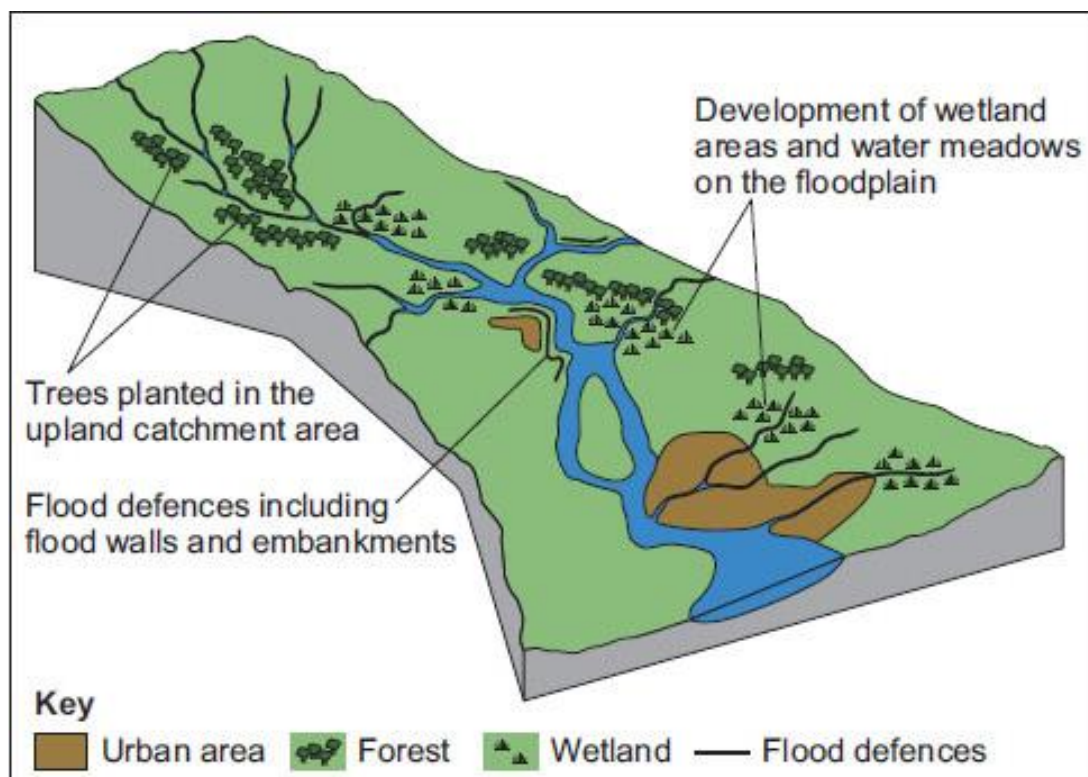 Development of wetland
areas and water meadows
on the floodplain
Trees planted in the
upland catchment area
Flood defences including
flood walls and embankments
Key
Urban area Forest Wetland Flood defences